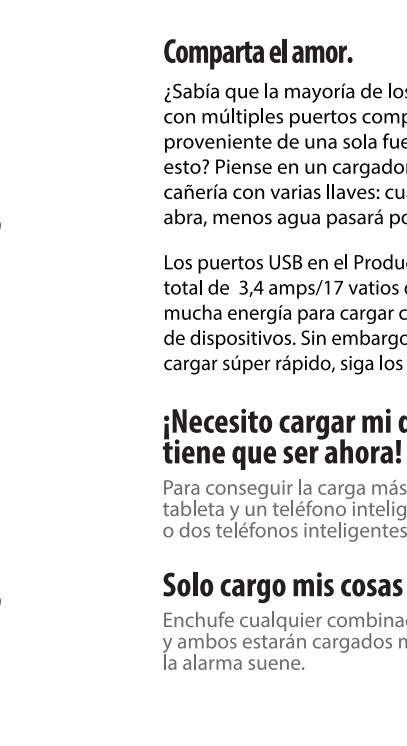 Comparta el amor.
¿Sabía que la mayoría de los
con múltiples puertos comp
proveniente de una sola fue
esto? Piense en un cargador
cañería con varias llaves: cua
abra, menos agua pasará po
Los puertos USB en el Produc
total de 3,4 amps/17 vatios d
mucha energía para cargar c
de dispositivos. Sin embargo
cargar súper rápido, siga los
¡Necesito cargar mi d
tiene que ser ahora!
Para conseguir la carga más
tableta y un teléfono intelig
o dos teléfonos inteligentes
Solo cargo mis cosas
Enchufe cualquier combinac
y ambos estarán cargados m
la alarma suene.